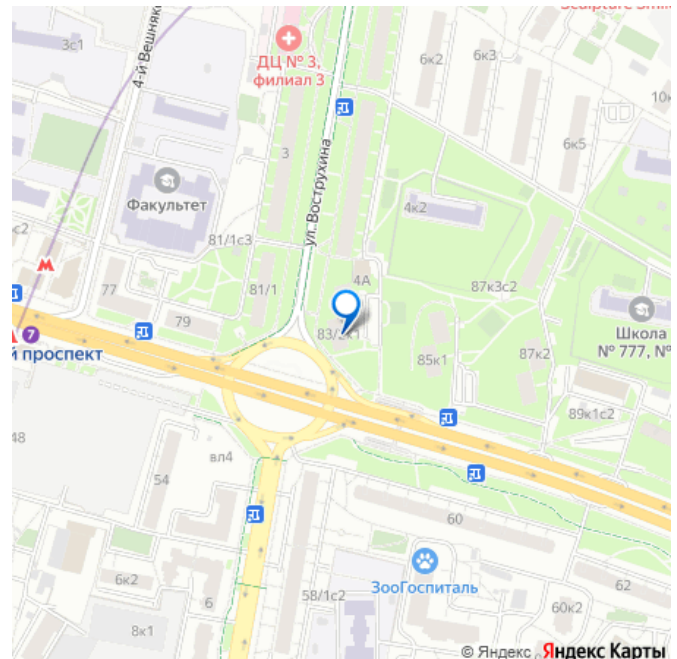 3с1
4-й Вешняко
ДЦ № 3,
филиал 3
6к2
6к3
10
6к5
3
ул. Вострухина
Факультет
4к2
81/1с3
с2
4А
77
81/1
87к3с2
79
7
й проспект
83/2к1
85к1
87к2
Школа
№ 777, №
89к1с2
48
вл4
54
60
ЗооГоспиталь
62
6к2
6
58/1с2
60к2
8к1
© Яндекс
Яндекс Карты